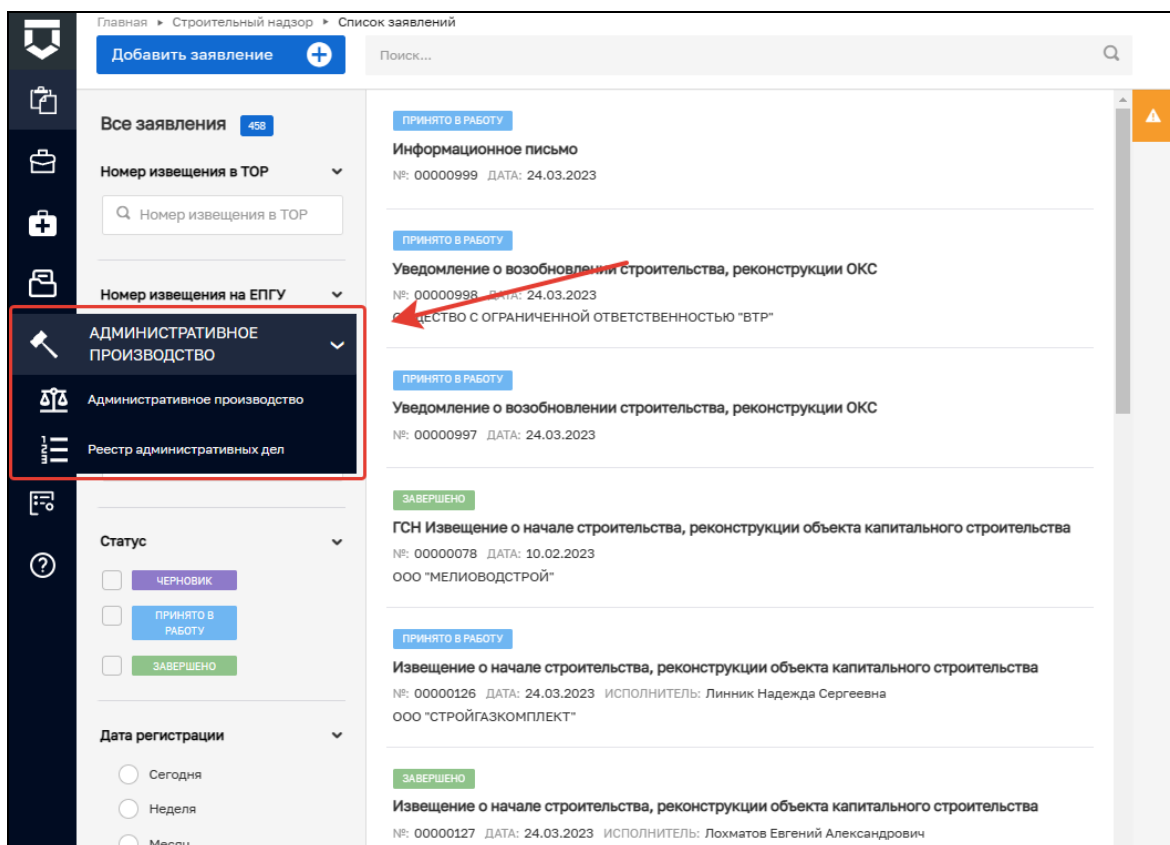 Главная ▸ Строительный надзор ▸ Список заявлений
Добавить заявление
Поиск...
Все заявления 458
Номер извещения в ТОР
Номер извещения в ТОР
Номер извещения на ЕПГУ
АДМИНИСТРАТИВНОЕ
ПРОИЗВОДСТВО
Административное производство
Реестр административных дел
Статус
ЧЕРНОВИК
ПРИНЯТО В
РАБОТУ
ЗАВЕРШЕНО
Дата регистрации
Сегодня
Неделя
Месяц
ПРИНЯТО В РАБОТУ
Информационное письмо
№: 00000999 ДАТА: 24.03.2023
ПРИНЯТО В РАБОТУ
Уведомление о возобновлении строительства, реконструкции ОКС
№: 00000998 ДАТА: 24.03.2023
ОБЩЕСТВО С ОГРАНИЧЕННОЙ ОТВЕТСТВЕННОСТЬЮ "ВТР"
ПРИНЯТО В РАБОТУ
Уведомление о возобновлении строительства, реконструкции ОКС
№: 00000997 ДАТА: 24.03.2023
ЗАВЕРШЕНО
ГСН Извещение о начале строительства, реконструкции объекта капитального строительства
№: 00000078 ДАТА: 10.02.2023
ООО "МЕЛИОВОДСТРОЙ"
ПРИНЯТО В РАБОТУ
Извещение о начале строительства, реконструкции объекта капитального строительства
№: 00000126 ДАТА: 24.03.2023 ИСПОЛНИТЕЛЬ: Линник Надежда Сергеевна
ООО "СТРОЙГАЗКОМПЛЕКТ"
ЗАВЕРШЕНО
Извещение о начале строительства, реконструкции объекта капитального строительства
№: 00000127 ДАТА: 24.03.2023 ИСПОЛНИТЕЛЬ: Лохматов Евгений Александрович